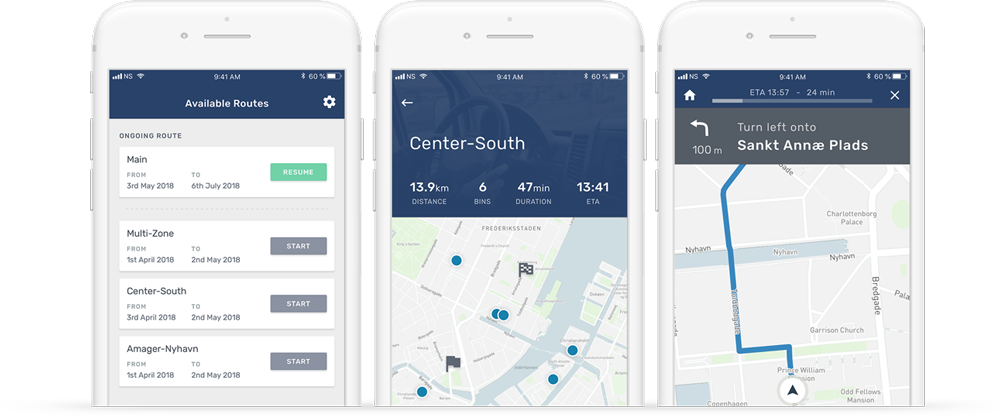 NS 9:41 AM 60 %
Available Routes
ONGOING ROUTE
Main
FROM TO
3rd May 2018 6th July 2018
RESUME
Multi-Zone
FROM TO
1st April 2018 2nd May 2018
START
Center-South
FROM TO
3rd April 2018 2nd May 2018
START
Amager-Nyhavn
FROM TO
1st April 2018 2nd May 2018
START
NS 9:41 AM 60 %
Center-South
13.9km 6 47min 13:41
DISTANCE BINS DURATION ETA
FREDERIKSSTADEN
Nyhavn
NS 9:41 AM 60 %
ETA 13:57 - 24 min
Turn left onto
100 m Sankt Annæ Plads
Charlottenborg
Palace
Nyhavn
Nyhavn
Bredgade
Garrison Church
Prince William
Mansion
Odd Fellows
Mansion
Copenhagen